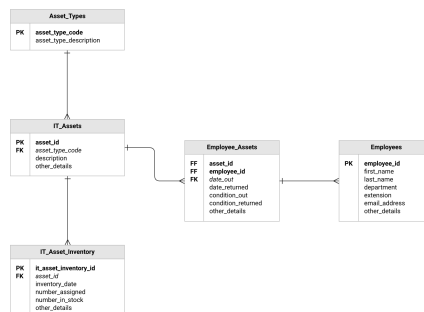 Asset_Types
PK asset_type_code
asset_type_description
IT_Assets
PK asset_id
FK asset_type_code
description
other_details
Employee_Assets
FF asset_id
FF employee_id
FK date_out
date_returned
condition_out
condition_returned
other_details
Employees
PK employee_id
first_name
last_name
department
extension
email_address
other_details
IT_Asset_Inventory
PK it_asset_inventory_id
FK asset_id
inventory_date
number_assigned
number_in_stock
other_details